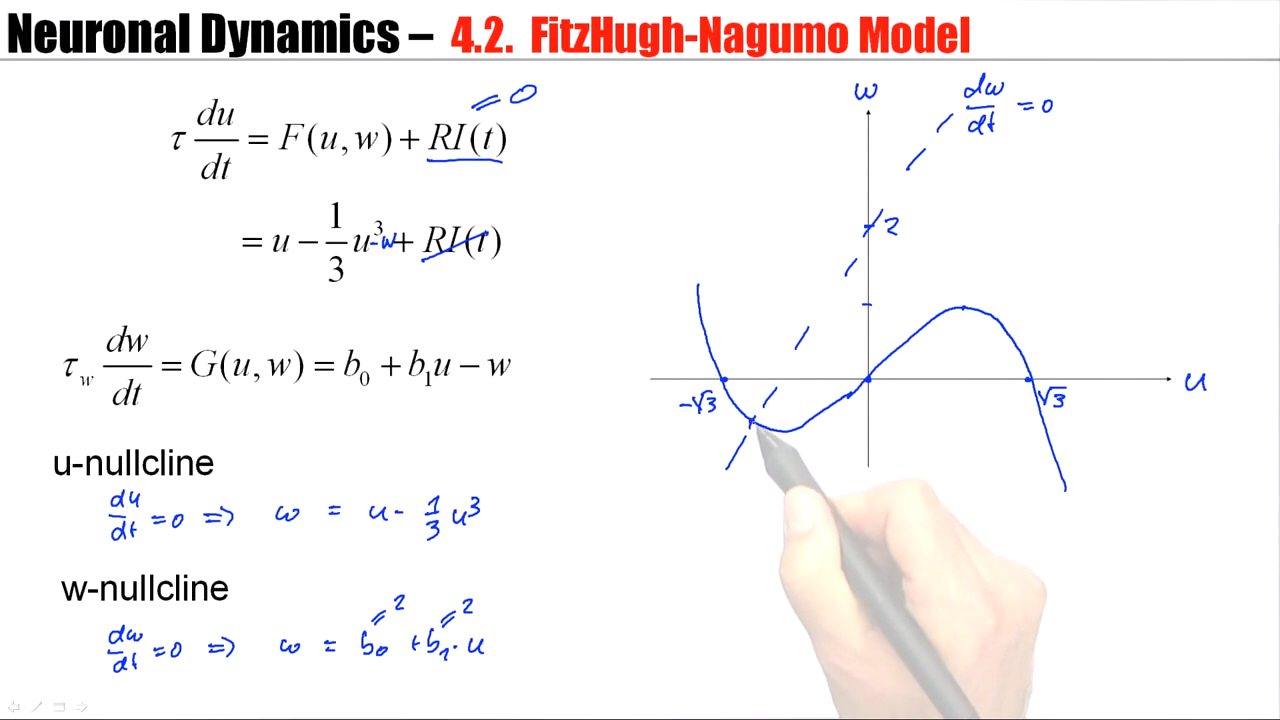 Neuronal Dynamics – 4.2. FitzHugh-Nagumo Model
= 0
τ du/dt = F(u, w) + RI(t)
= u − 1/3 u³ -w + RI(t)
τ_w dw/dt = G(u, w) = b₀ + b₁u − w
u-nullcline
du/dt = 0 ⇒ w = u - 1/3 u³
w-nullcline
= 2 = 2
dw/dt = 0 ⇒ w = b₀ + b₁ · u
w
dw/dt = 0
2
u
-√3
√3